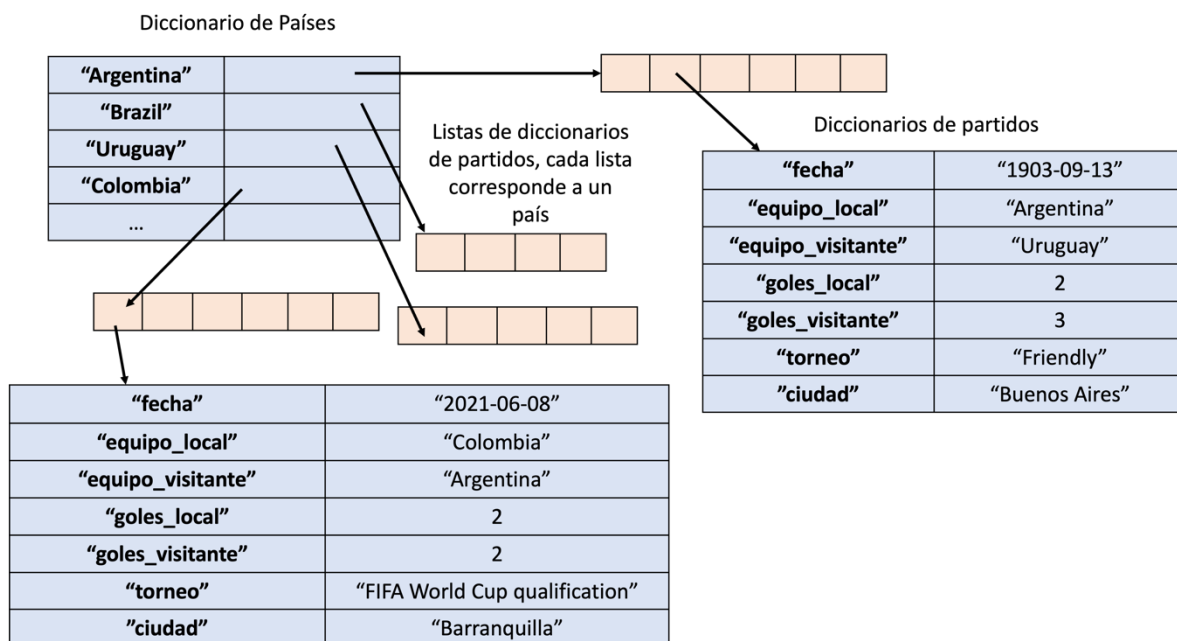 Diccionario de Países
“Argentina”
“Brazil”
“Uruguay”
“Colombia”
...
Listas de diccionarios
de partidos, cada lista
corresponde a un
país
Diccionarios de partidos
“fecha” “1903-09-13”
“equipo_local” “Argentina”
“equipo_visitante” “Uruguay”
“goles_local” 2
“goles_visitante” 3
“torneo” “Friendly”
“ciudad” “Buenos Aires”
“fecha” “2021-06-08”
“equipo_local” “Colombia”
“equipo_visitante” “Argentina”
“goles_local” 2
“goles_visitante” 2
“torneo” “FIFA World Cup qualification”
”ciudad” “Barranquilla”